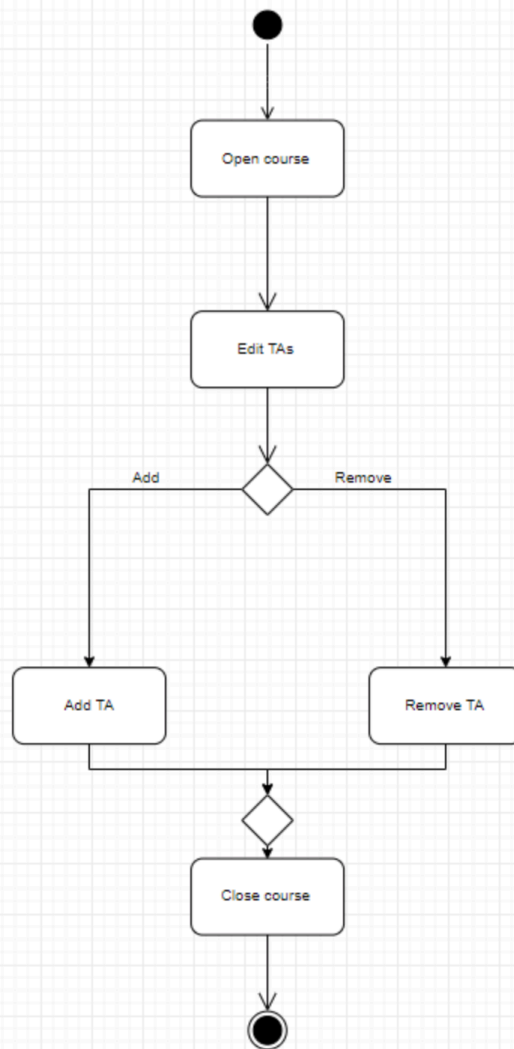 Open course
Edit TAs
Add
Remove
Add TA
Remove TA
Close course